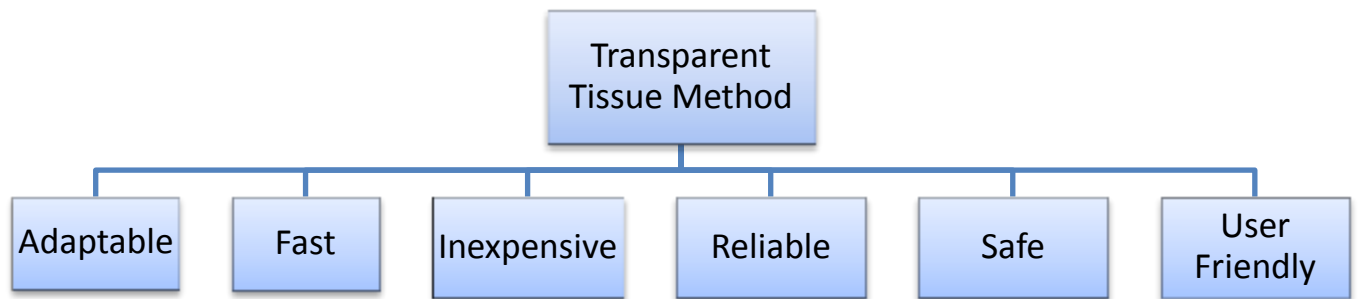 Transparent
Tissue Method
Adaptable
Fast
Inexpensive
Reliable
Safe
User
Friendly